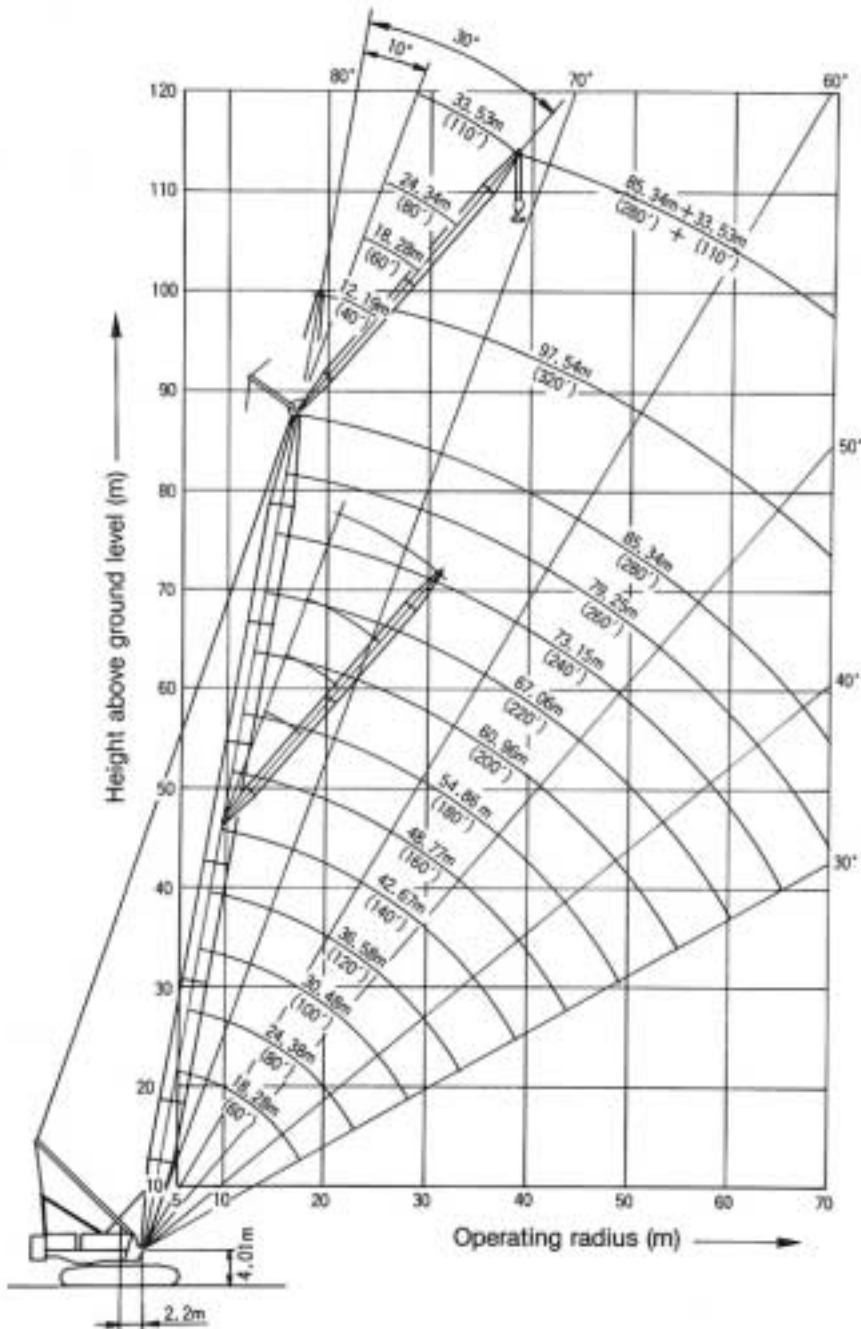 30°
10°
80°
70°
60°
120
33.53m
(110´)
110
24.34m
(80´)
85.34m+33.53m
(280´) + (110´)
18.28m
(60´)
100
12.19m
(40´)
97.54m
(320´)
90
50°
80
85.34m
(280´)
79.25m
(260´)
70
73.15m
(240´)
40°
67.06m
(220´)
60
60.96m
(200´)
54.86m
(180´)
50
48.77m
(160´)
30°
42.67m
(140´)
40
36.58m
(120´)
30
30.48m
(100´)
24.38m
(80´)
20
18.28m
(60´)
Height above ground level (m)
10
5
10
20
30
40
50
60
70
Operating radius (m)
4.01m
2.2m